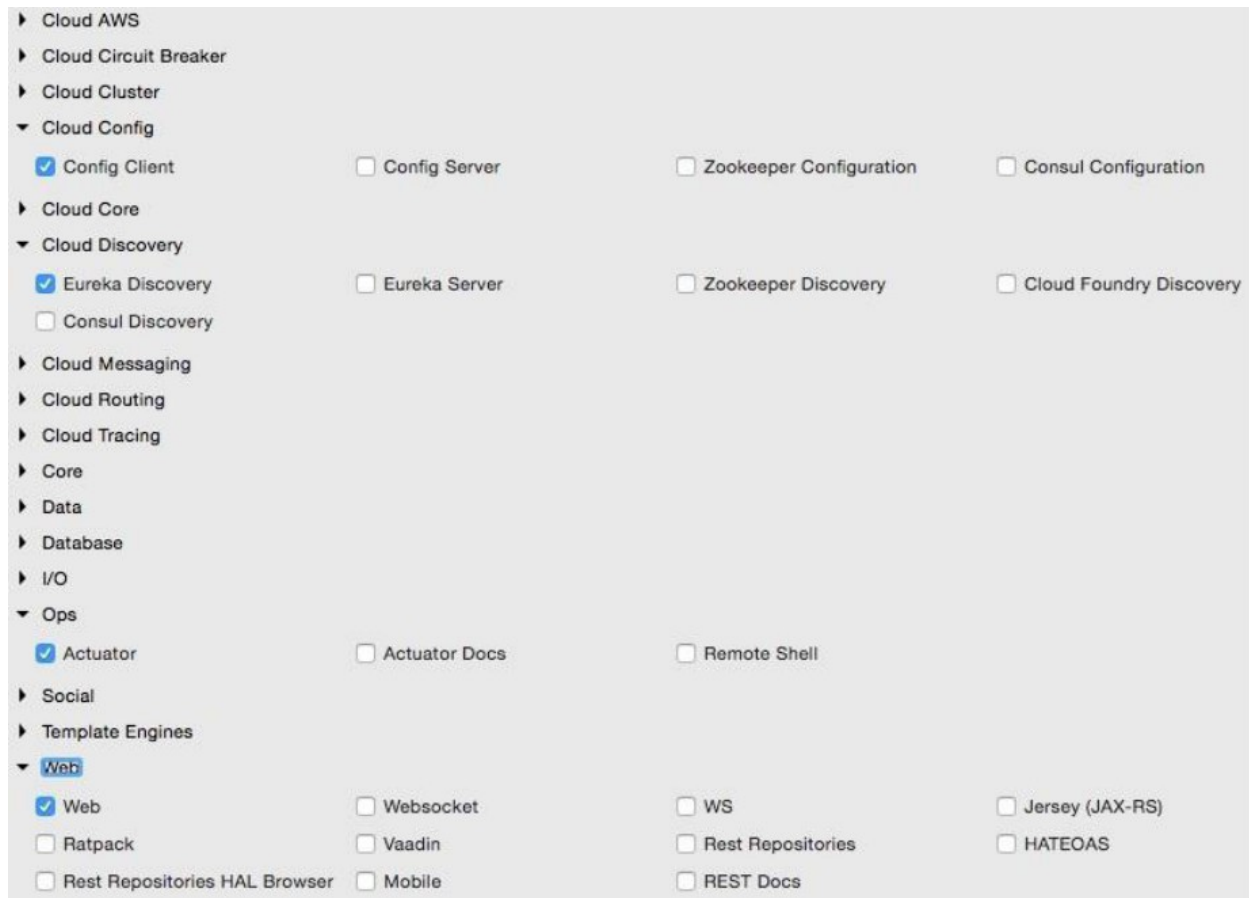 Cloud AWS
Cloud Circuit Breaker
Cloud Cluster
Cloud Config
Config Client Config Server Zookeeper Configuration Consul Configuration
Cloud Core
Cloud Discovery
Eureka Discovery Eureka Server Zookeeper Discovery Cloud Foundry Discovery
Consul Discovery
Cloud Messaging
Cloud Routing
Cloud Tracing
Core
Data
Database
I/O
Ops
Actuator Actuator Docs Remote Shell
Social
Template Engines
Web
Web Websocket WS Jersey (JAX-RS)
Ratpack Vaadin Rest Repositories HATEOAS
Rest Repositories HAL Browser Mobile REST Docs